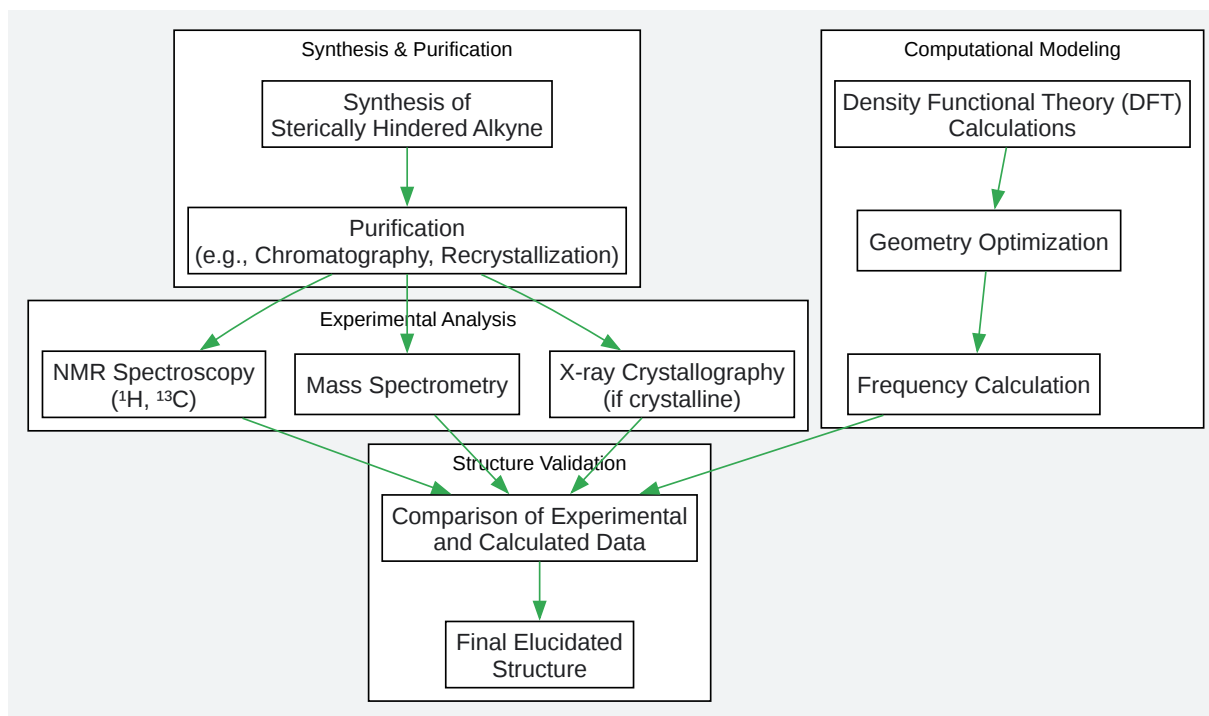 Synthesis & Purification
Synthesis of
Sterically Hindered Alkyne
Purification
(e.g., Chromatography, Recrystallization)
Experimental Analysis
NMR Spectroscopy
(¹H, ¹³C)
Mass Spectrometry
X-ray Crystallography
(if crystalline)
Computational Modeling
Density Functional Theory (DFT)
Calculations
Geometry Optimization
Frequency Calculation
Structure Validation
Comparison of Experimental
and Calculated Data
Final Elucidated
Structure